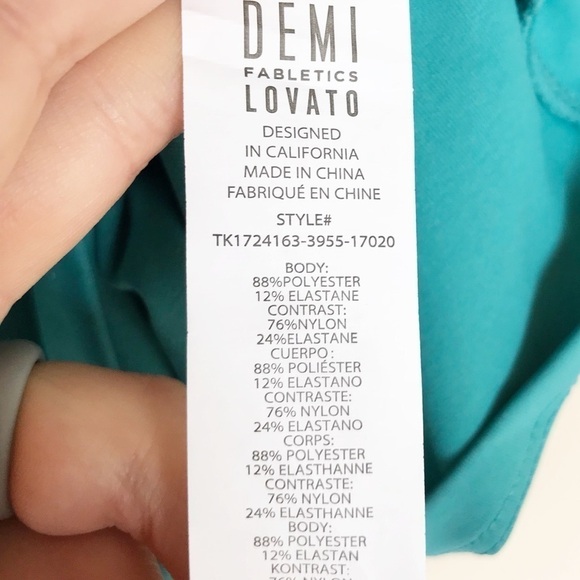 DEMI
FABLETICS
LOVATO
DESIGNED
IN CALIFORNIA
MADE IN CHINA
FABRIQUÉ EN CHINE
STYLE#
TK1724163-3955-17020
BODY:
88%POLYESTER
12% ELASTANE
CONTRAST:
76%NYLON
24%ELASTANE
CUERPO:
88% POLIÉSTER
12% ELASTANO
CONTRASTE:
76% NYLON
24% ELASTANO
CORPS:
88% POLYESTER
12% ELASTHANNE
CONTRASTE:
76% NYLON
24% ELASTHANNE
BODY:
88% POLYESTER
12% ELASTAN
KONTRAST:
76% NYLON